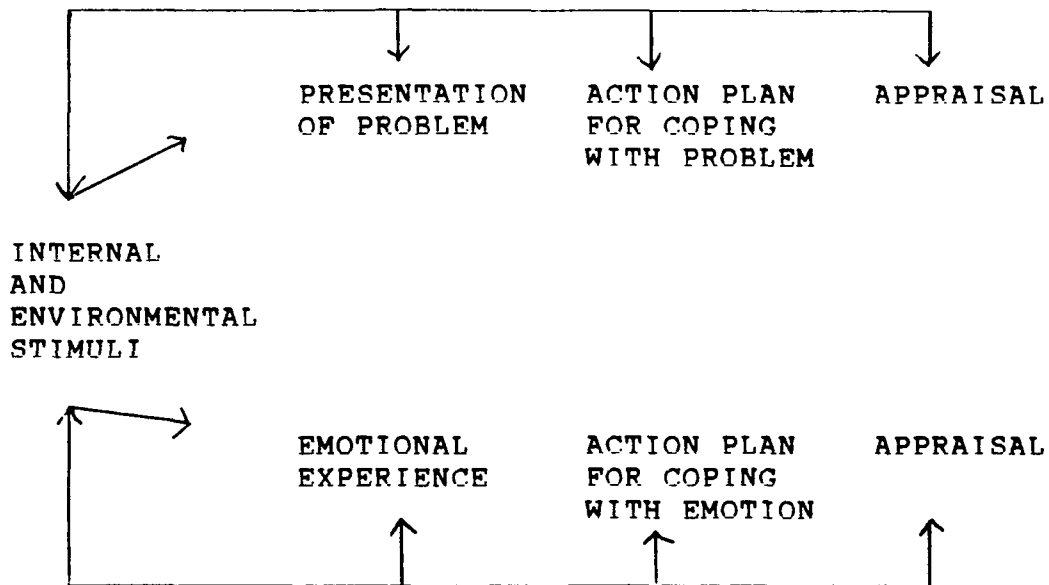 PRESENTATION
OF PROBLEM
ACTION PLAN
FOR COPING
WITH PROBLEM
APPRAISAL
INTERNAL
AND
ENVIRONMENTAL
STIMULI
EMOTIONAL
EXPERIENCE
ACTION PLAN
FOR COPING
WITH EMOTION
APPRAISAL